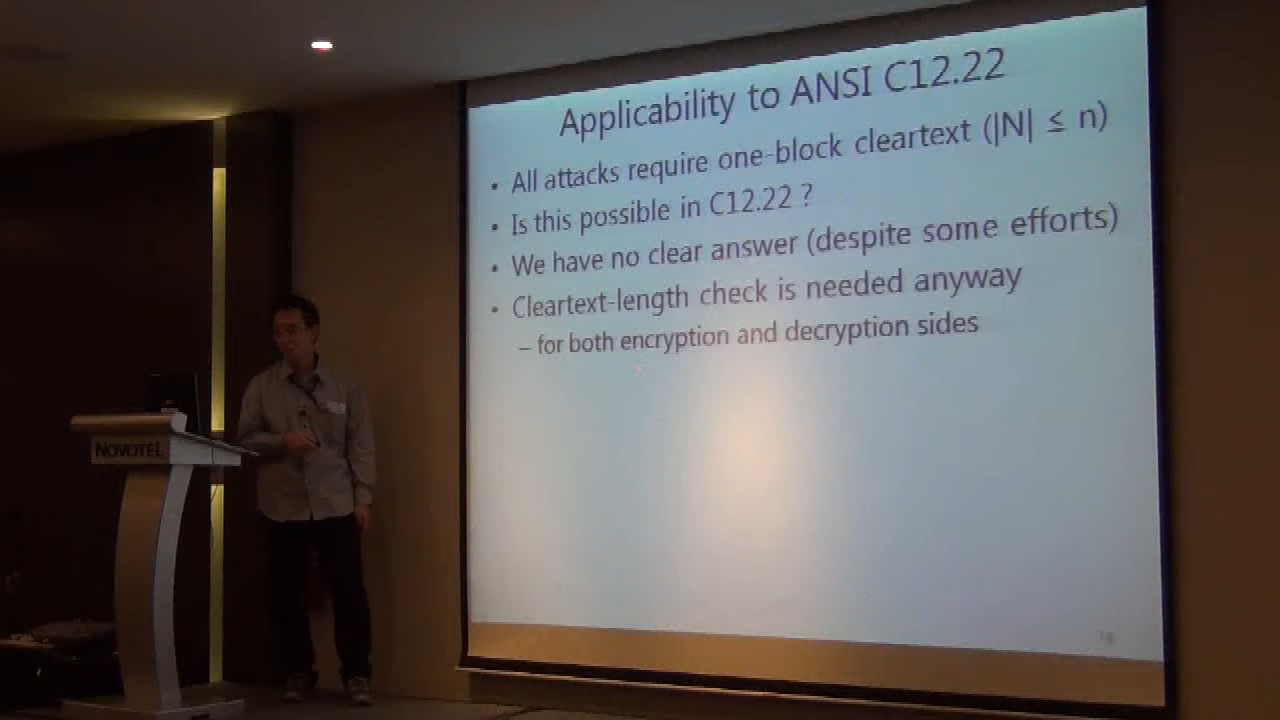 Applicability to ANSI C12.22
• All attacks require one-block cleartext (|N| ≤ n)
• Is this possible in C12.22 ?
• We have no clear answer (despite some efforts)
• Cleartext-length check is needed anyway
– for both encryption and decryption sides
NOVOTEL